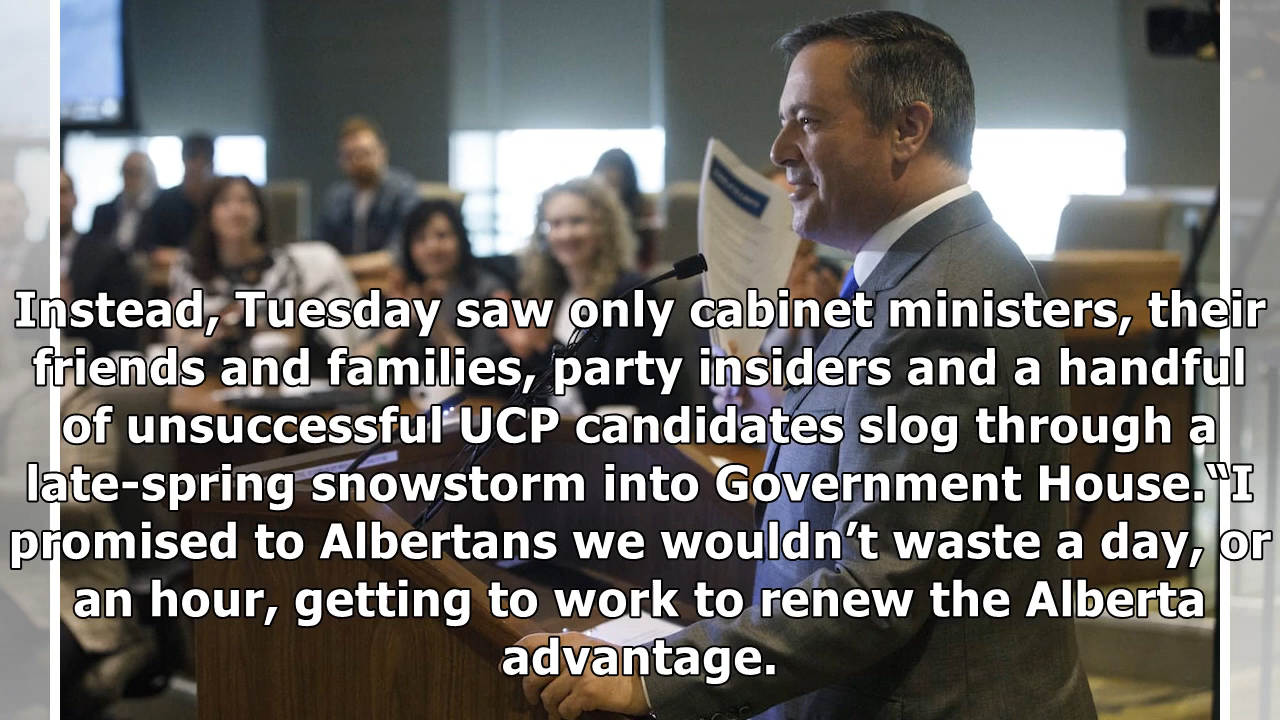 Instead, Tuesday saw only cabinet ministers, their
friends and families, party insiders and a handful
of unsuccessful UCP candidates slog through a
late-spring snowstorm into Government House.“I
promised to Albertans we wouldn’t waste a day, or
an hour, getting to work to renew the Alberta
advantage.